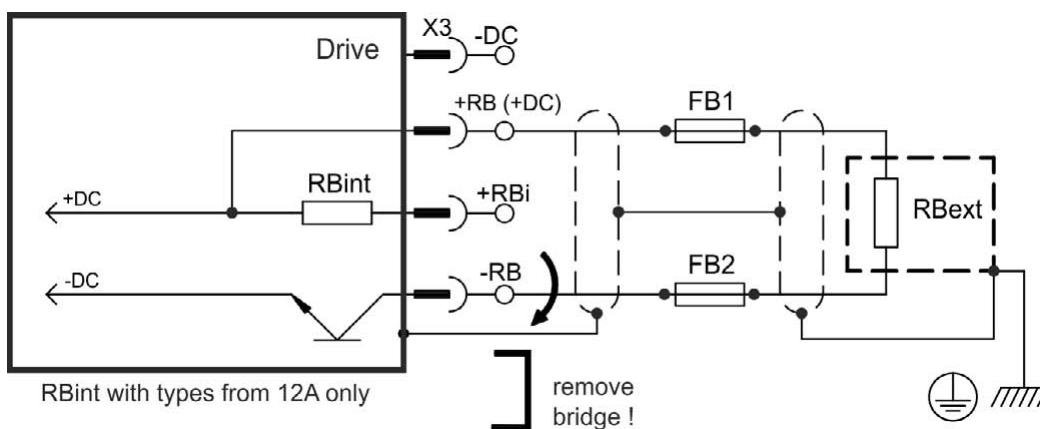 Drive
X3
-DC
+RB (+DC)
FB1
+DC
RBint
+RBi
RBext
-DC
-RB
FB2
RBint with types from 12A only
remove
bridge !